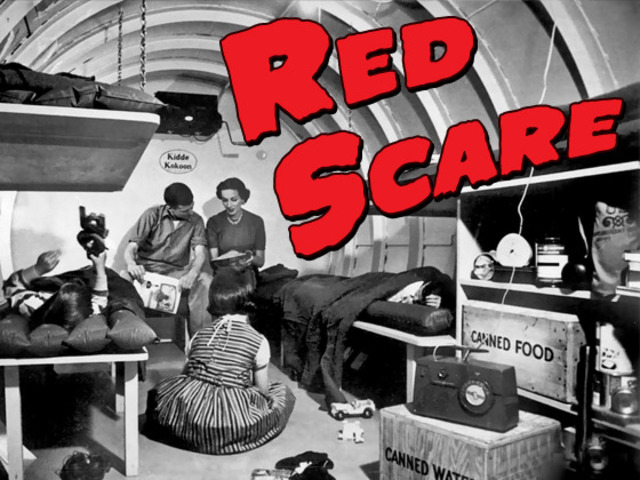 RED
SCARE
Kidde
Kokoon
CANNED FOOD
CANNED WATER